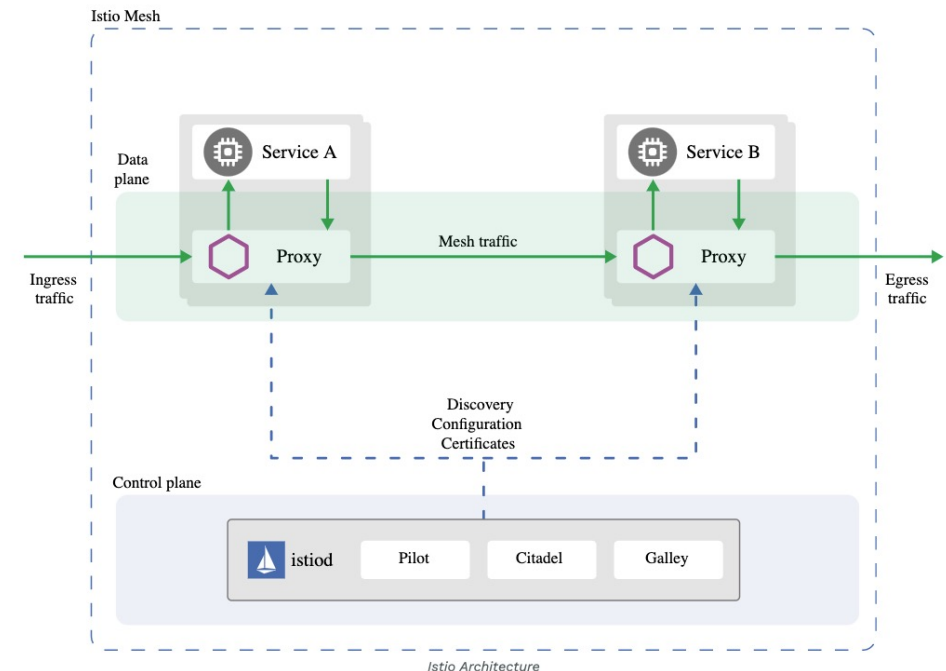 Istio Mesh
Data
plane
Service A
Service B
Proxy
Mesh traffic
Proxy
Ingress
traffic
Egress
traffic
Discovery
Configuration
Certificates
Control plane
istiod
Pilot
Citadel
Galley
Istio Architecture